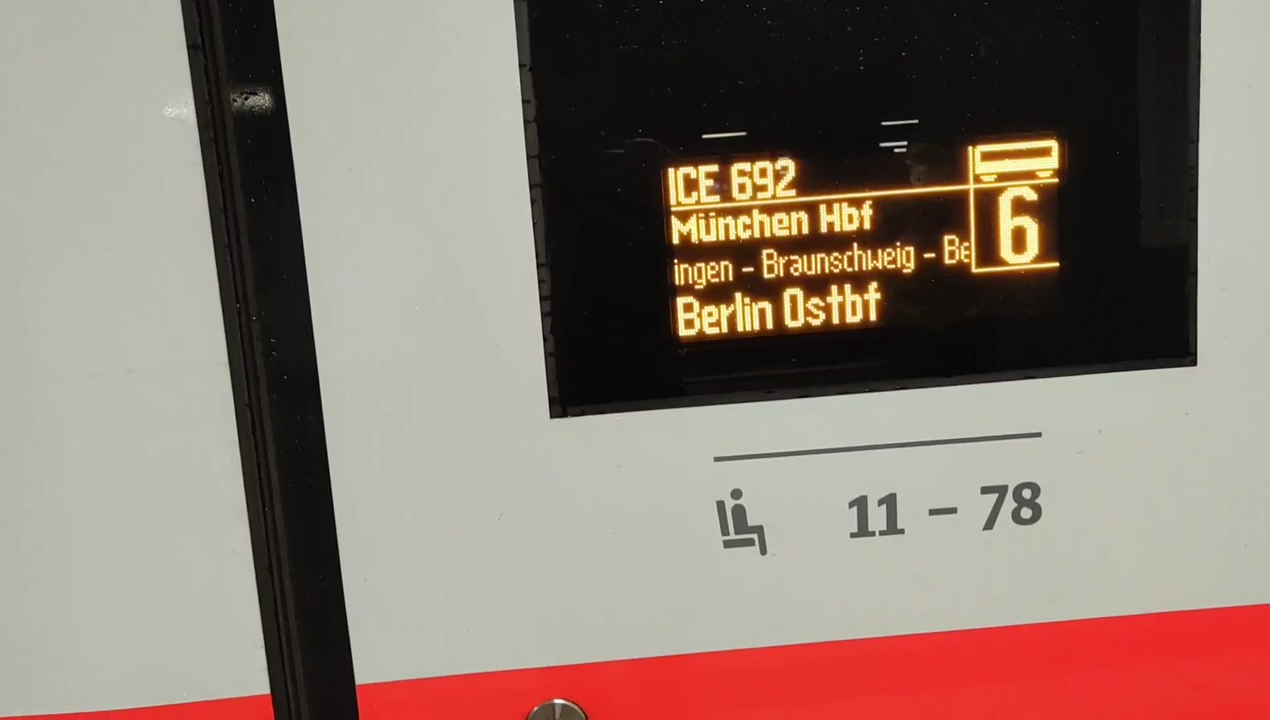 ICE 692
München Hbf
ingen - Braunschweig - Be
Berlin Ostbf
6
11 – 78